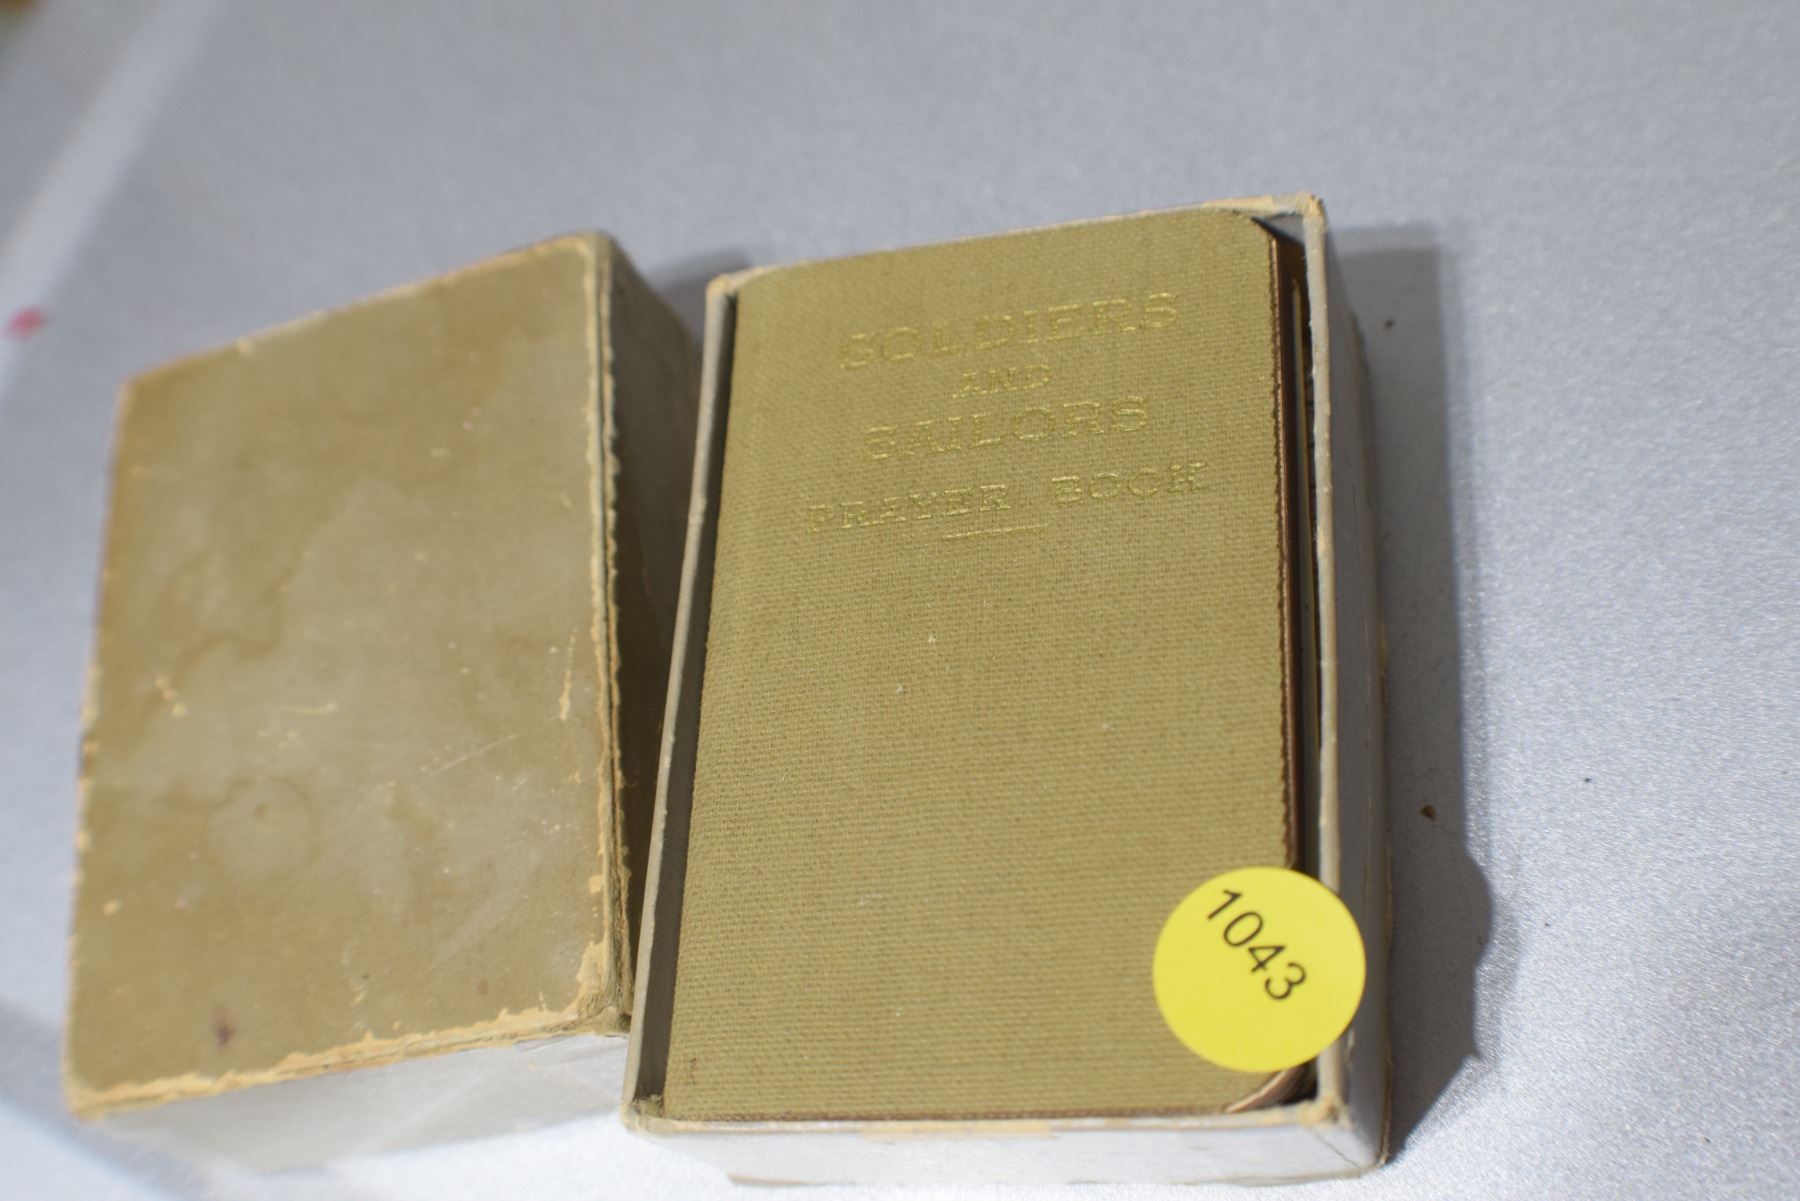 SOLDIERS
AND
SAILORS
PRAYER BOOK
1043